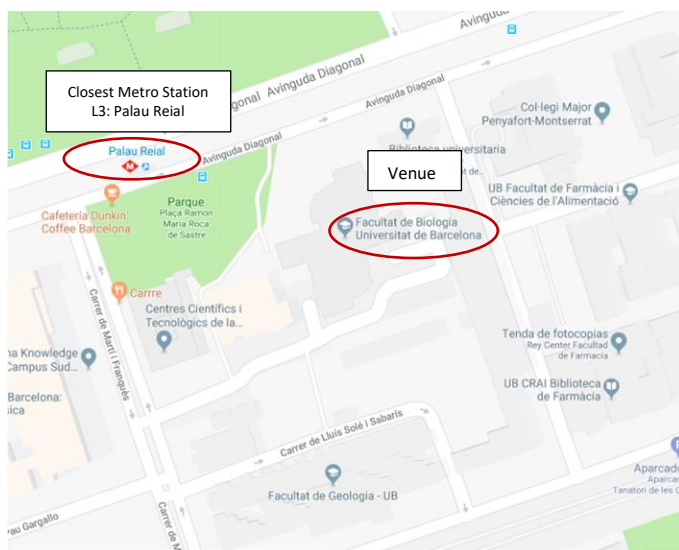 Avinguda Diagonal
Avinguda Diagonal
Closest Metro Station
L3: Palau Reial
Avinguda Diagonal
Col·legi Major
Penyafort-Montserrat
Biblioteca universitaria
Palau Reial
M
Avinguda Diagonal
Venue
Parque
Plaça Ramon
Maria Roca
de Sastre
UB Facultat de Farmàcia i
Ciències de l'Alimentació
Cafetería Dunkin'
Coffee Barcelona
Facultat de Biologia
Universitat de Barcelona
Carrer de Martí i Franquès
Carrre
Centres Científics i
Tecnològics de la...
Tenda de fotocopias
Rey Center Facultad
de Farmacia
Knowledge
Campus Sud...
UB CRAI Biblioteca
de Farmàcia
Barcelona:
Carrer de Lluís Solé i Sabarís
Facultat de Geologia - UB
Aparcad
Aparcar
Tanatori de les C
Pau Gargallo
Carrer de M